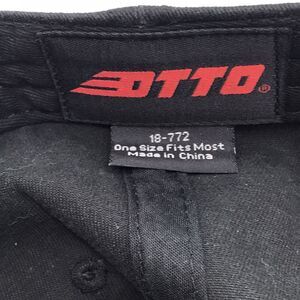 OTTO®
18-772
One Size Fits Most
Made in China